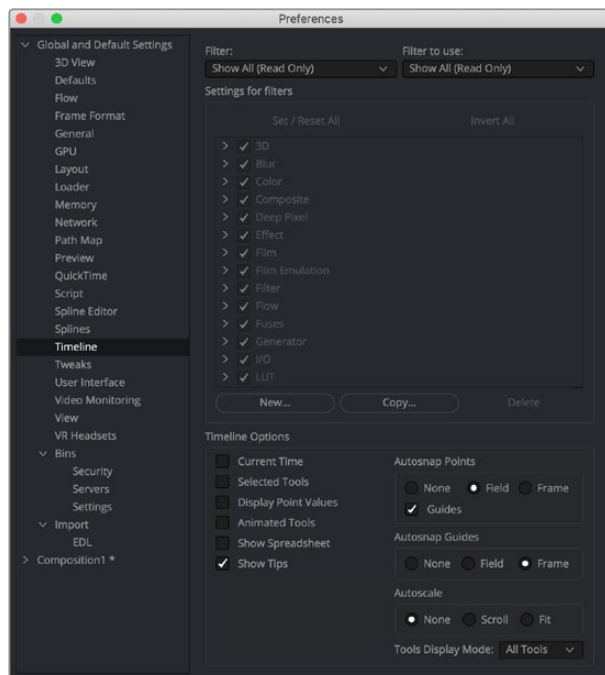 Preferences
Global and Default Settings
3D View
Defaults
Flow
Frame Format
General
GPU
Layout
Loader
Memory
Network
Path Map
Preview
QuickTime
Script
Spline Editor
Splines
Timeline
Tweaks
User Interface
Video Monitoring
View
VR Headsets
Bins
Security
Servers
Settings
Import
EDL
Composition1 *
Filter: Filter to use:
Show All (Read Only) Show All (Read Only)
Settings for filters
Set / Reset All Invert All
3D
Blur
Color
Composite
Deep Pixel
Effect
Film
Film Emulation
Filter
Flow
Fuses
Generator
I/O
LUT
New... Copy... Delete
Timeline Options
Current Time
Selected Tools
Display Point Values
Animated Tools
Show Spreadsheet
Show Tips
Autosnap Points
None Field Frame
Guides
Autosnap Guides
None Field Frame
Autoscale
None Scroll Fit
Tools Display Mode: All Tools